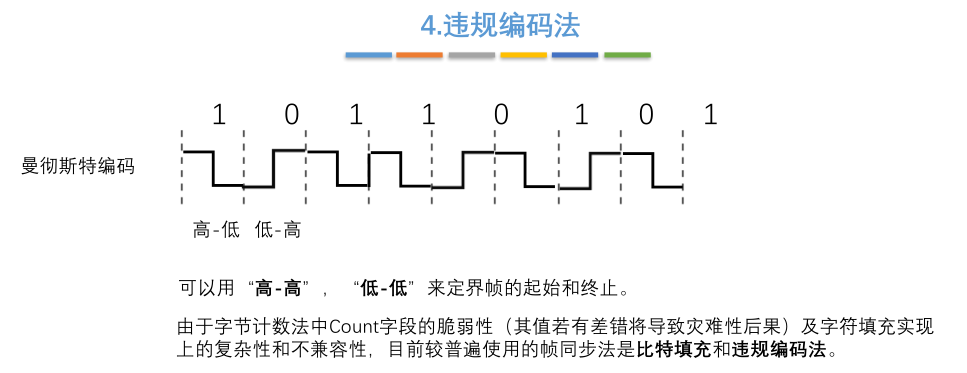 4.违规编码法
1 0 1 1 0 1 0 1
曼彻斯特编码
高-低 低-高
可以用“高-高”，“低-低”来定界帧的起始和终止。
由于字节计数法中Count字段的脆弱性（其值若有差错将导致灾难性后果）及字符填充实现
上的复杂性和不兼容性，目前较普遍使用的帧同步法是比特填充和违规编码法。